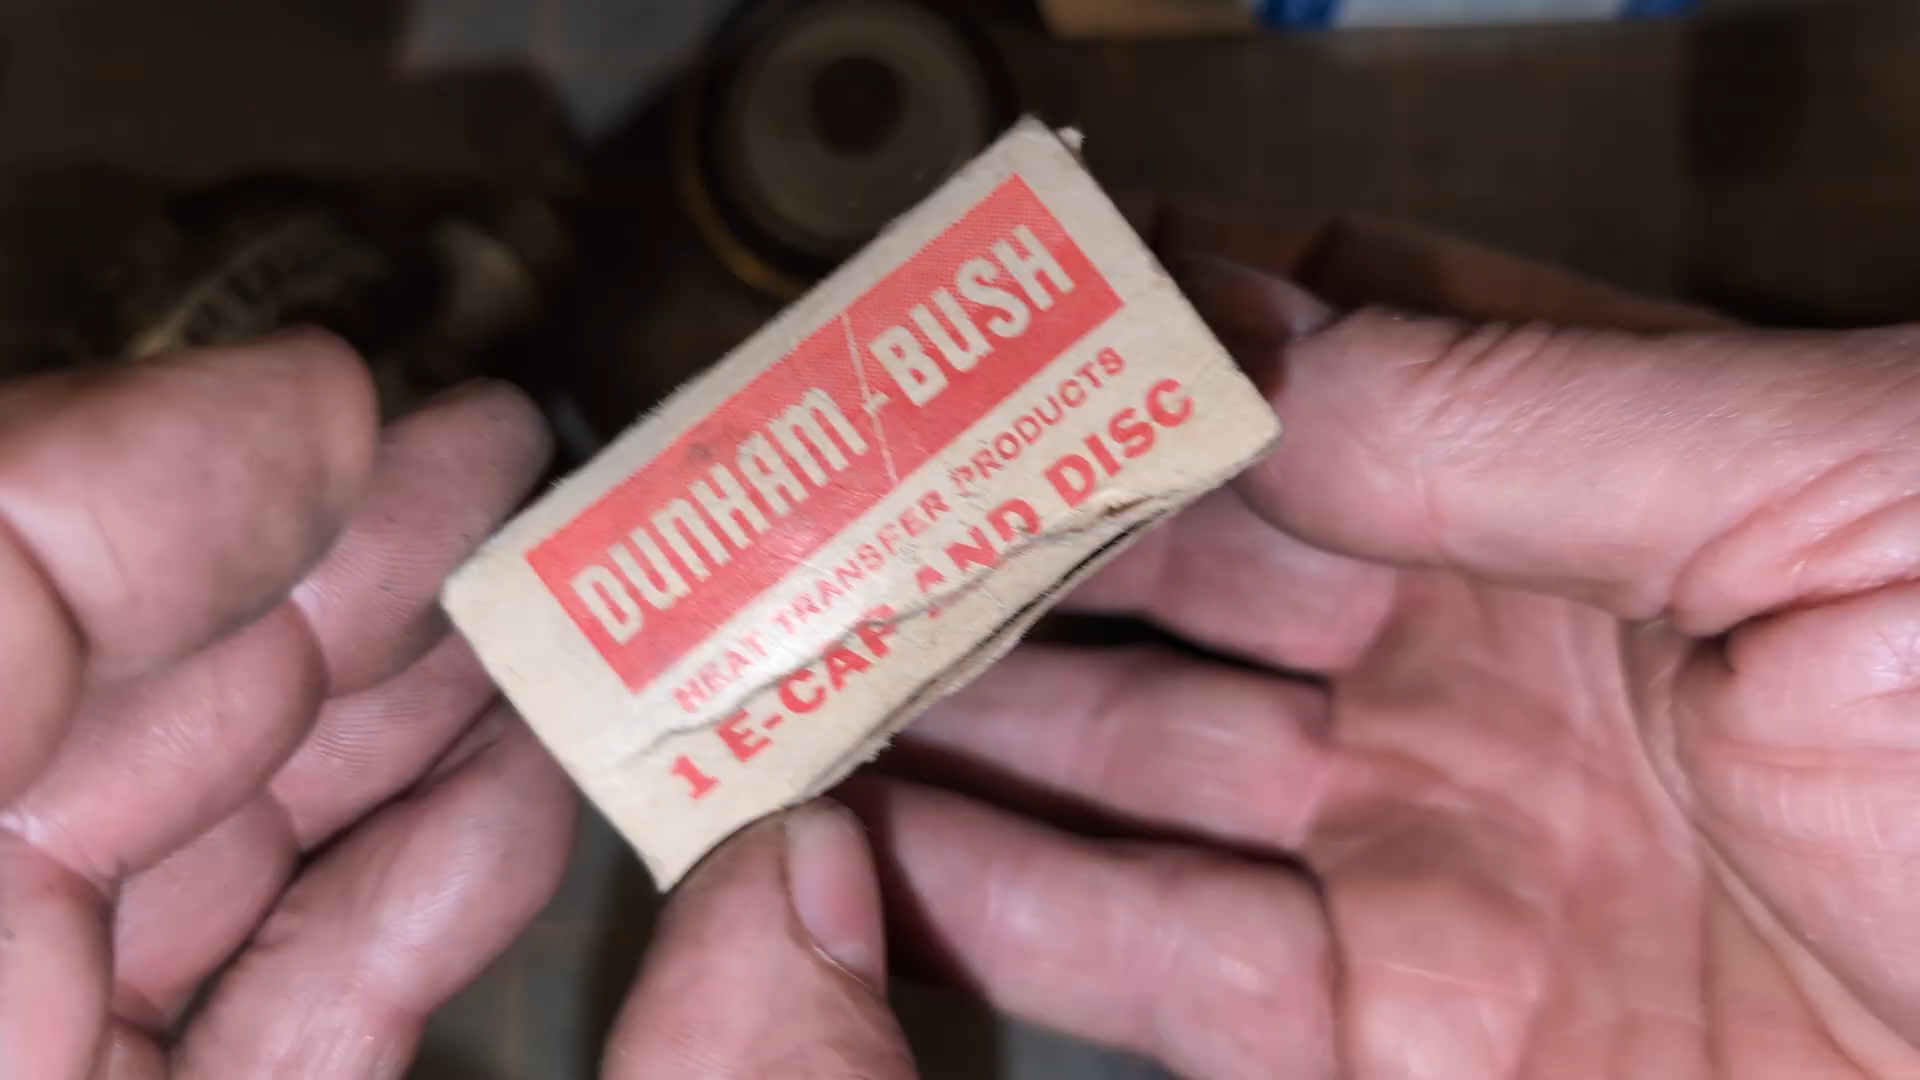 DUNHAM-BUSH
HEAT TRANSFER PRODUCTS
1 E-CAP AND DISC